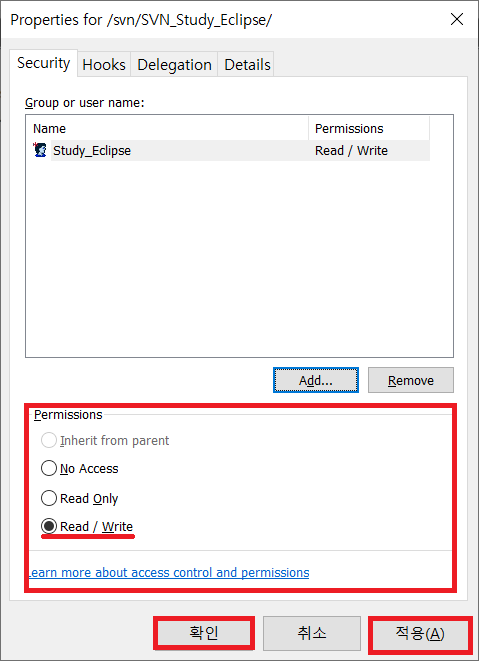 Properties for /svn/SVN_Study_Eclipse/
Security Hooks Delegation Details
Group or user name:
Name Permissions
Study_Eclipse Read / Write
Add... Remove
Permissions
Inherit from parent
No Access
Read Only
Read / Write
Learn more about access control and permissions
확인 취소 적용(A)